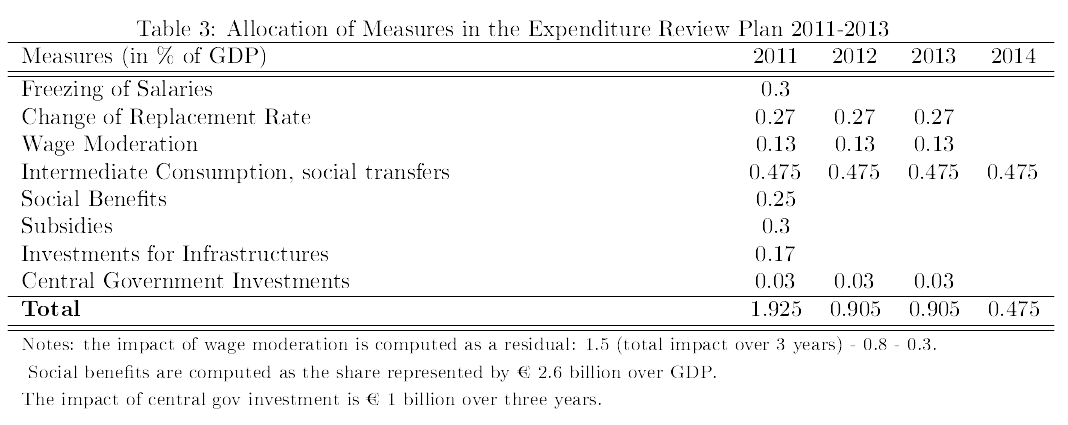 Table 3: Allocation of Measures in the Expenditure Review Plan 2011-2013
Measures (in % of GDP) 2011 2012 2013 2014
Freezing of Salaries 0.3
Change of Replacement Rate 0.27 0.27 0.27
Wage Moderation 0.13 0.13 0.13
Intermediate Consumption, social transfers 0.475 0.475 0.475 0.475
Social Benefits 0.25
Subsidies 0.3
Investments for Infrastructures 0.17
Central Government Investments 0.03 0.03 0.03
Total 1.925 0.905 0.905 0.475
Notes: the impact of wage moderation is computed as a residual: 1.5 (total impact over 3 years) - 0.8 - 0.3.
Social benefits are computed as the share represented by € 2.6 billion over GDP.
The impact of central gov investment is € 1 billion over three years.